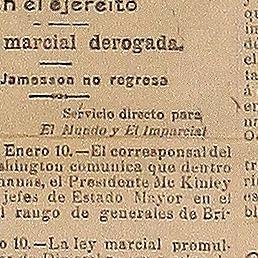 n el ejército
marcial derogada.
Jamesson no regresa
Servicio directo para
El Mundo y El Imparcial
Enero 10.—El corresponsal del
shington comunica que dentro
manas, el Presidente Mc Kinley
jefes de Estado Mayor en el
l rango de generales de Bri-
o 10.—La ley marcial promul-